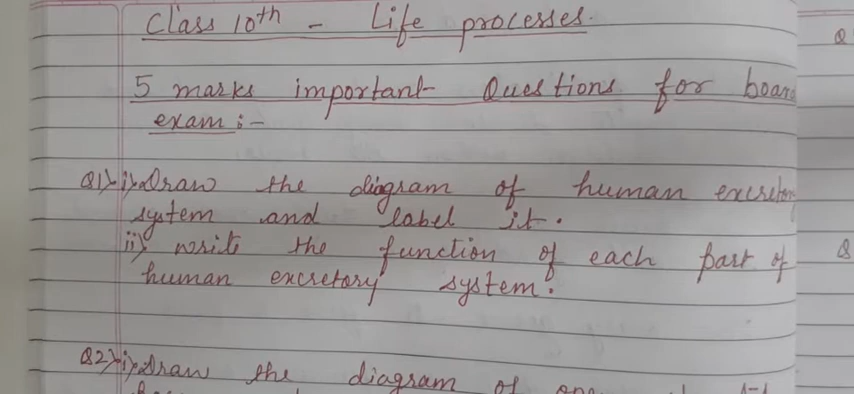 Class 10th - Life processes.
5 marks important Questions for board
exam :-
Q1) i) Draw the diagram of human excretory
system and label it.
ii) write the function of each part of
human excretory system.
Q2) i) Draw the diagram of
Q
Q